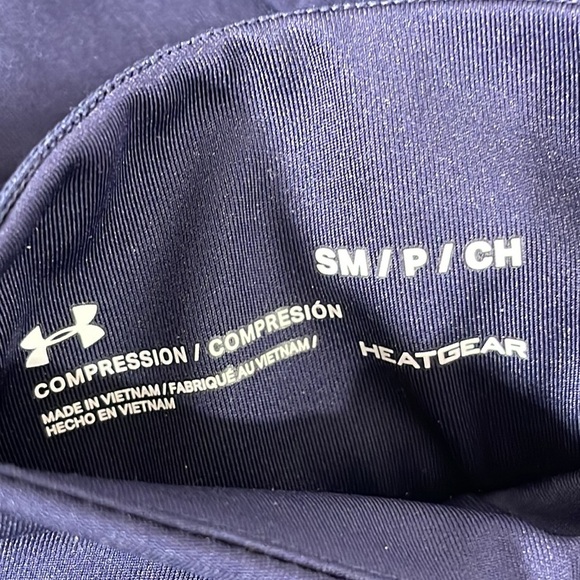 SM / P / CH
COMPRESSION / COMPRESIÓN
HEATGEAR
MADE IN VIETNAM / FABRIQUÉ AU VIETNAM /
HECHO EN VIETNAM